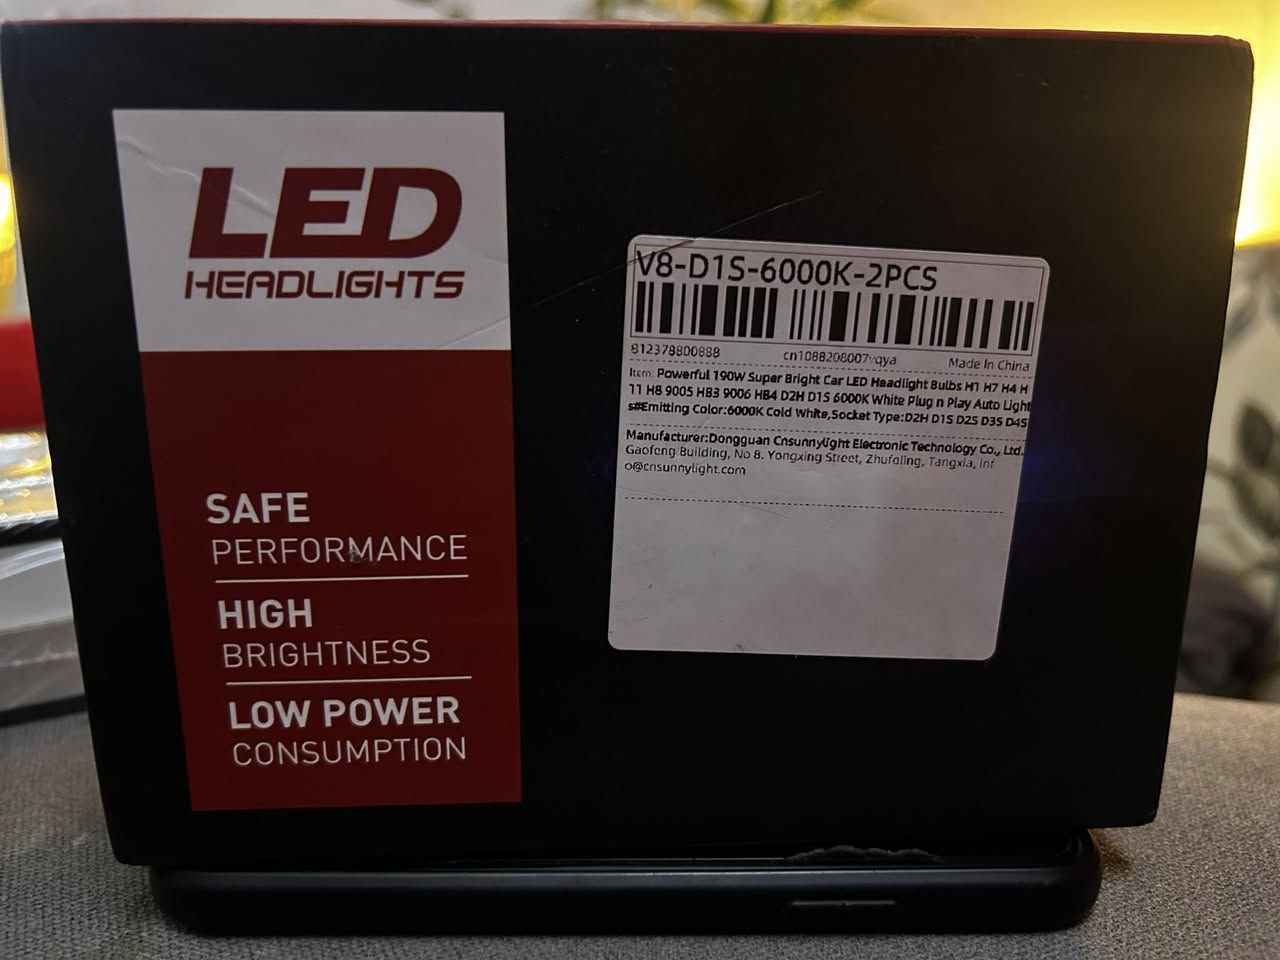 LED
HEADLIGHTS
SAFE
PERFORMANCE
HIGH
BRIGHTNESS
LOW POWER
CONSUMPTION
V8-D1S-6000K-2PCS
812378800888 cn1088208007vqya Made In China
Item: Powerful 190W Super Bright Car LED Headlight Bulbs H1 H7 H4 H
11 H8 9005 HB3 9006 HB4 D2H D1S 6000K White Plug n Play Auto Light
s#Emitting Color:6000K Cold White,Socket Type:D2H D1S D2S D3S D4S
Manufacturer:Dongguan Cnsunnylight Electronic Technology Co., Ltd.
Gaofeng Building, No 8. Yongxing Street, Zhufoling, Tangxia, inf
o@cnsunnylight.com